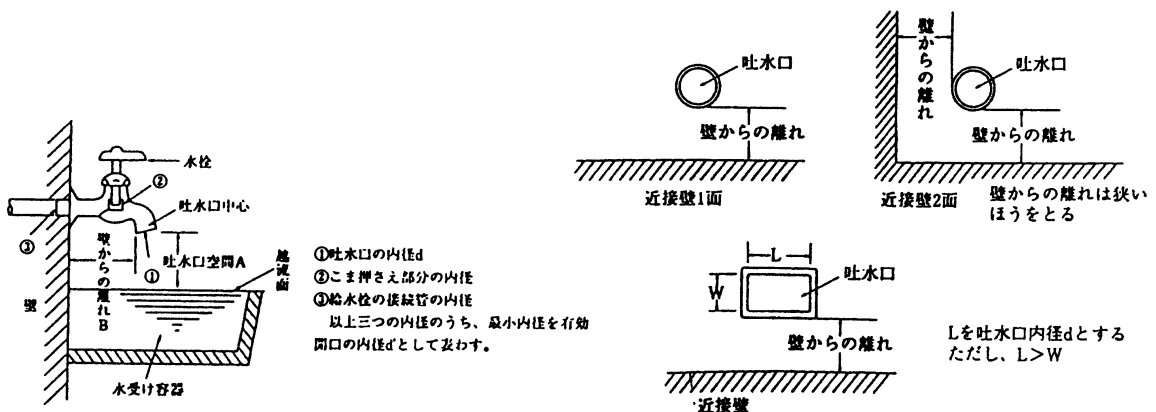 水栓
②
吐水口中心
③
壁からの離れB
①
吐水口空間A
越流面
壁
水受け容器
①吐水口の内径d
②こま押さえ部分の内径
③給水栓の接続管の内径
以上三つの内径のうち、最小内径を有効
開口の内径d'として表わす。
吐水口
壁からの離れ
近接壁1面
壁からの離れ
吐水口
壁からの離れ
近接壁2面
壁からの離れは狭い
ほうをとる
L
W
吐水口
壁からの離れ
近接壁
Lを吐水口内径dとする
ただし、L>W